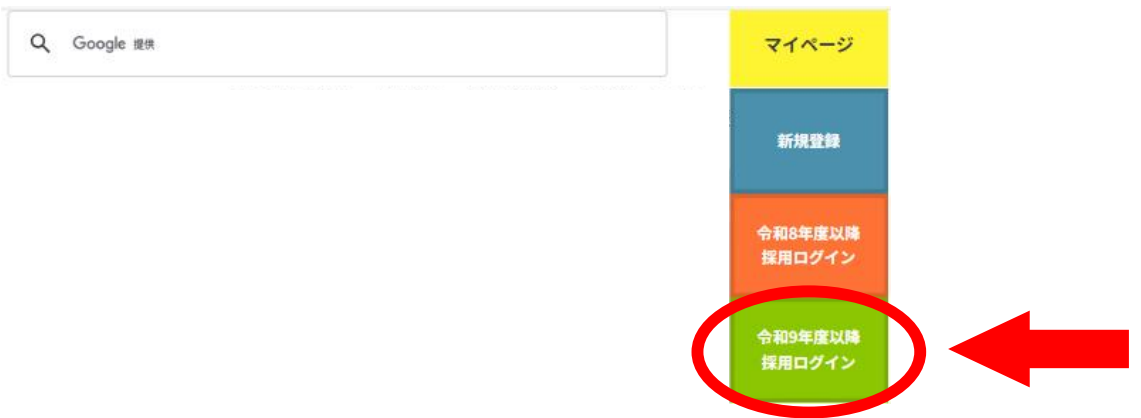 Google 提供
マイページ
新規登録
令和8年度以降
採用ログイン
令和9年度以降
採用ログイン